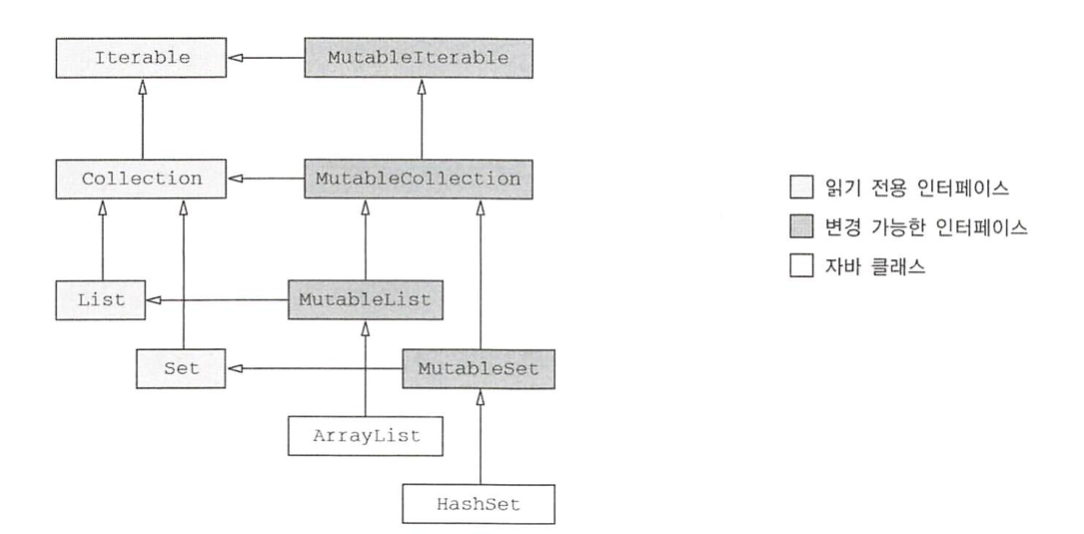 Iterable
MutableIterable
Collection
MutableCollection
읽기 전용 인터페이스
변경 가능한 인터페이스
자바 클래스
List
MutableList
Set
MutableSet
ArrayList
HashSet